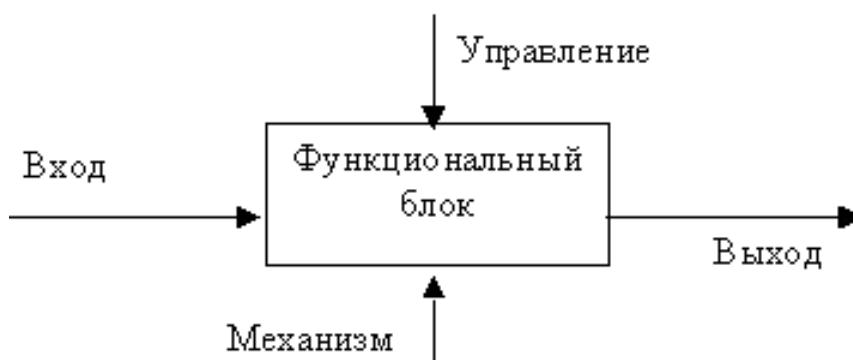 Управление
Вход
Функциональный
блок
Выход
Механизм